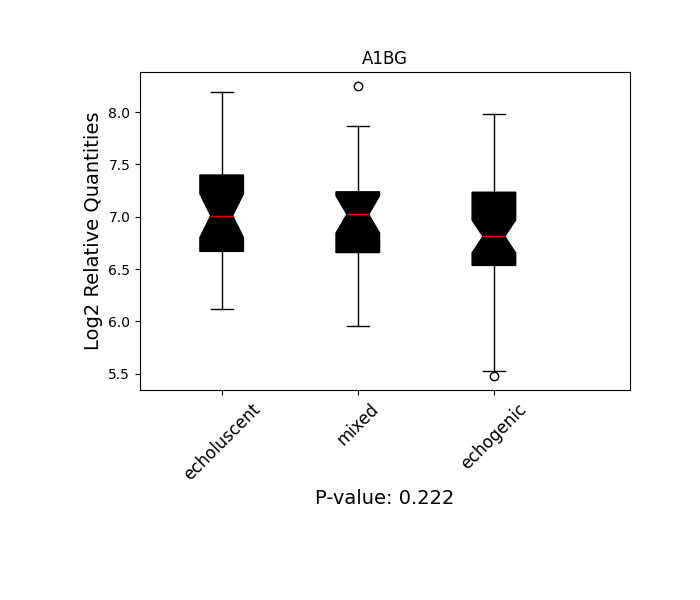 A1BG
Log2 Relative Quantities
8.0
7.5
7.0
6.5
6.0
5.5
echoluscent
mixed
echogenic
P-value: 0.222